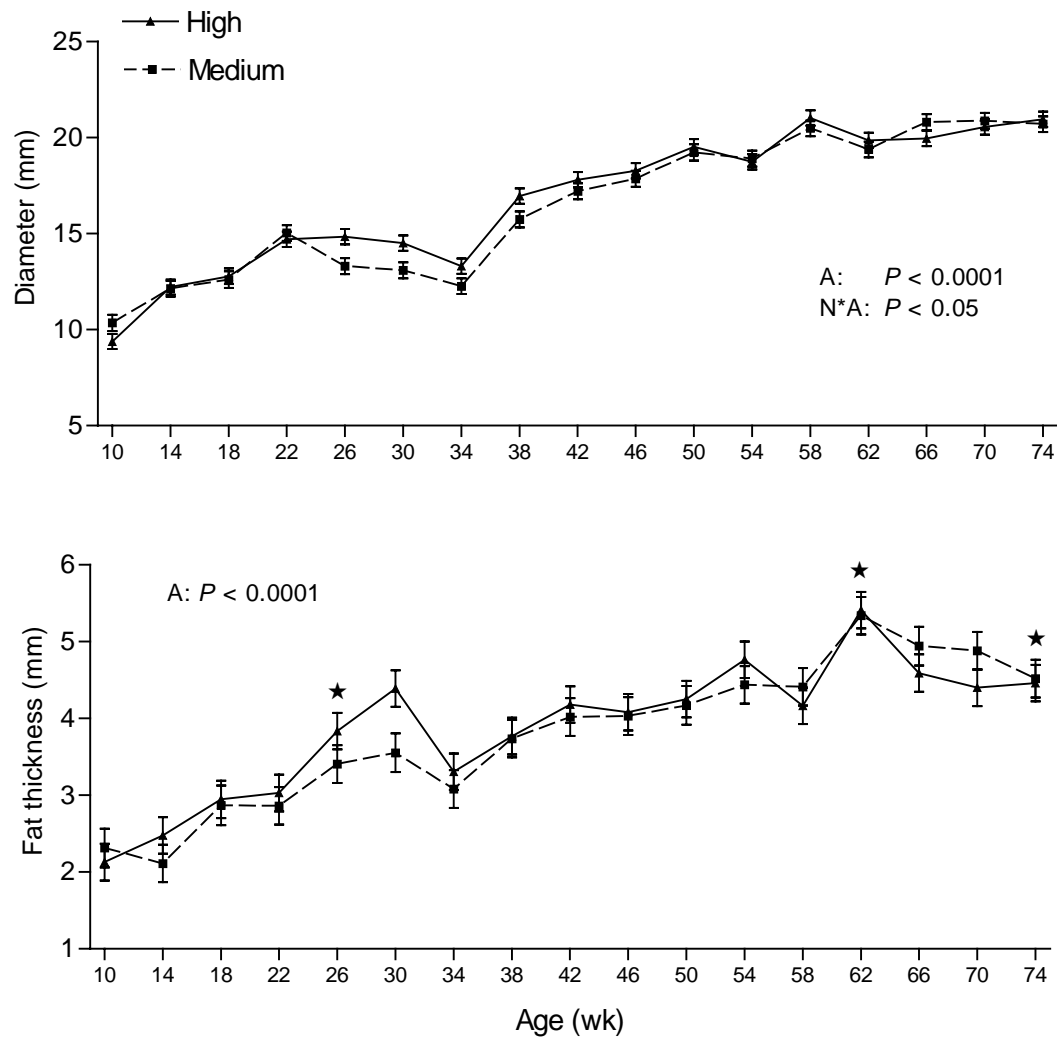 High
Medium
25
20
15
10
5
Diameter (mm)
A: P < 0.0001
N*A: P < 0.05
10 14 18 22 26 30 34 38 42 46 50 54 58 62 66 70 74
6
5
4
3
2
1
Fat thickness (mm)
A: P < 0.0001
10 14 18 22 26 30 34 38 42 46 50 54 58 62 66 70 74
Age (wk)